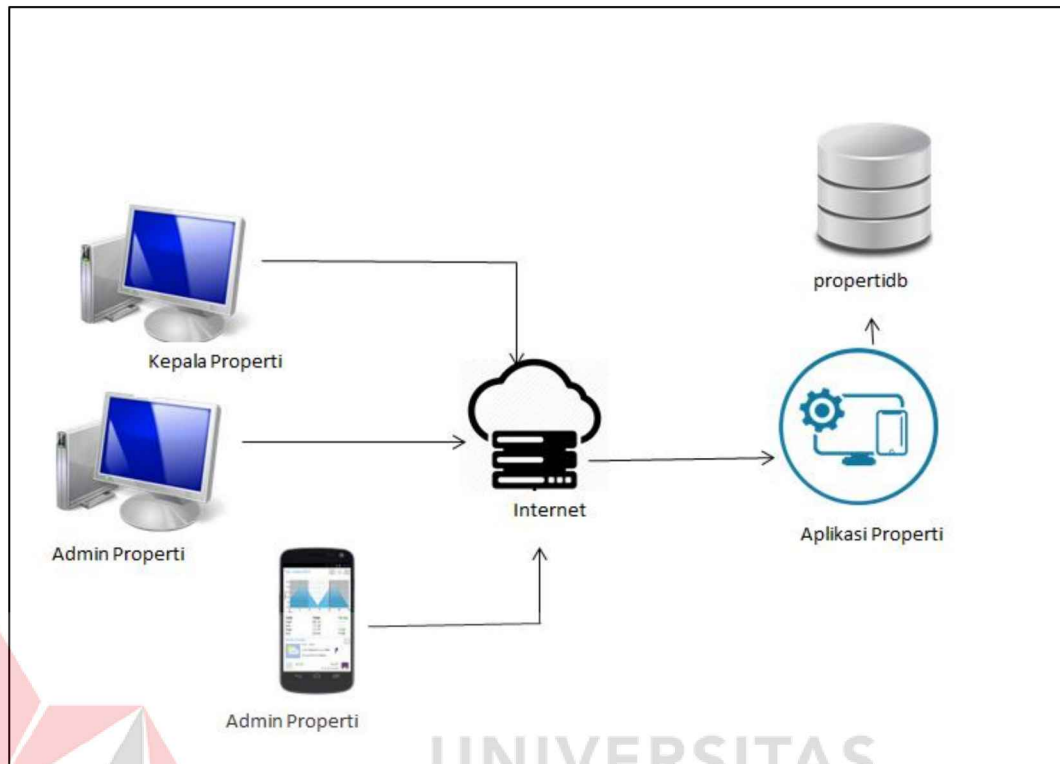 propertidb
Kepala Properti
Internet
Aplikasi Properti
Admin Properti
Admin Properti
UNIVERSITAS